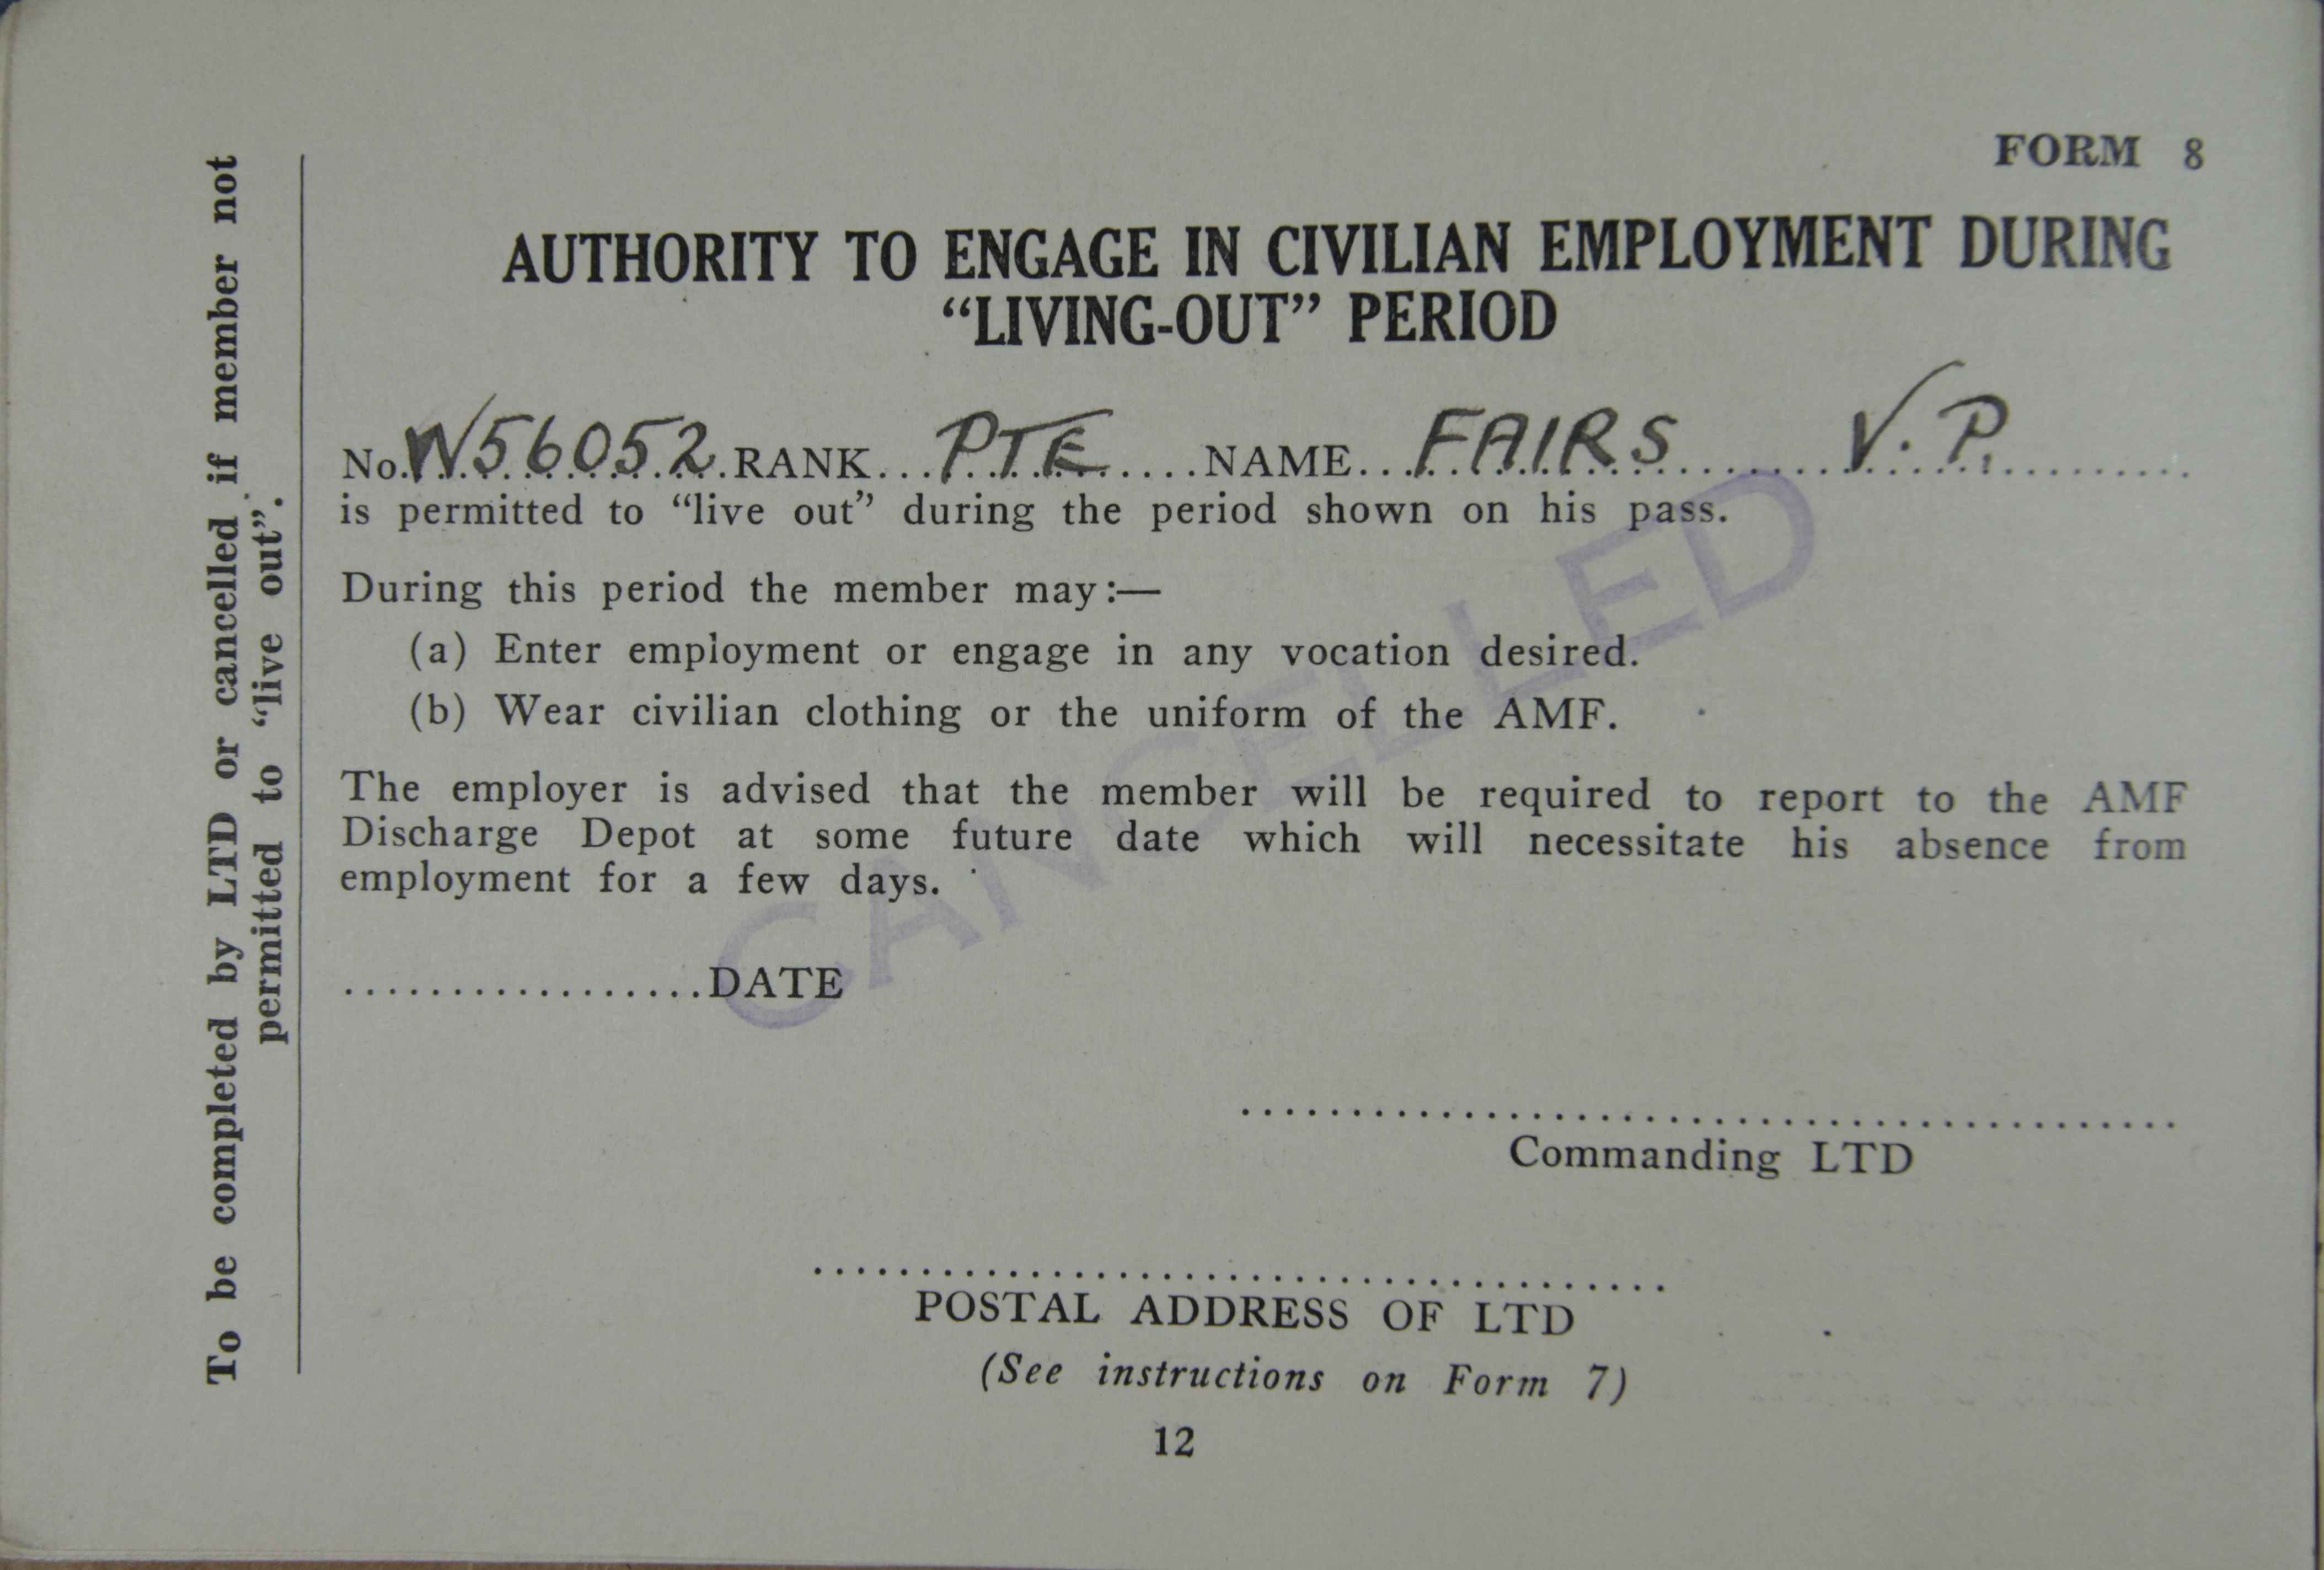 FORM 8
AUTHORITY TO ENGAGE IN CIVILIAN EMPLOYMENT DURING
“LIVING-OUT” PERIOD
No. W56052 RANK... PTE ....NAME... FAIRS V. P.
is permitted to “live out” during the period shown on his pass.
During this period the member may:—
(a) Enter employment or engage in any vocation desired.
(b) Wear civilian clothing or the uniform of the AMF.
The employer is advised that the member will be required to report to the AMF
Discharge Depot at some future date which will necessitate his absence from
employment for a few days.
CANCELLED
..................DATE
Commanding LTD
POSTAL ADDRESS OF LTD
(See instructions on Form 7)
12
To be completed by LTD or cancelled if member not
permitted to “live out”.